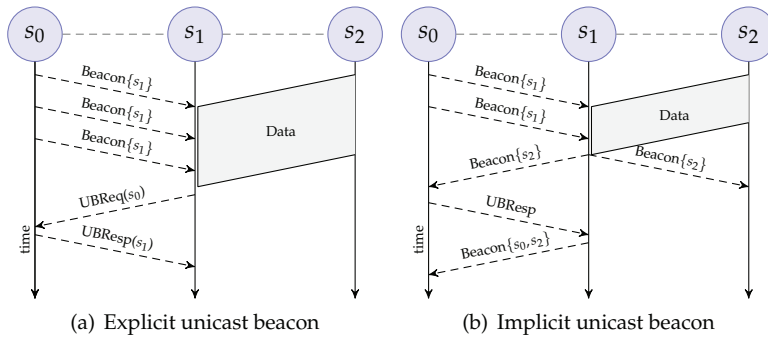 s0 s1 s2
Beacon{s1}
Beacon{s1}
Beacon{s1}
Data
UBReq(s0)
UBResp(s1)
time
(a) Explicit unicast beacon
s0 s1 s2
Beacon{s1}
Beacon{s1}
Data
Beacon{s2}
Beacon{s2}
UBResp
Beacon{s0,s2}
time
(b) Implicit unicast beacon